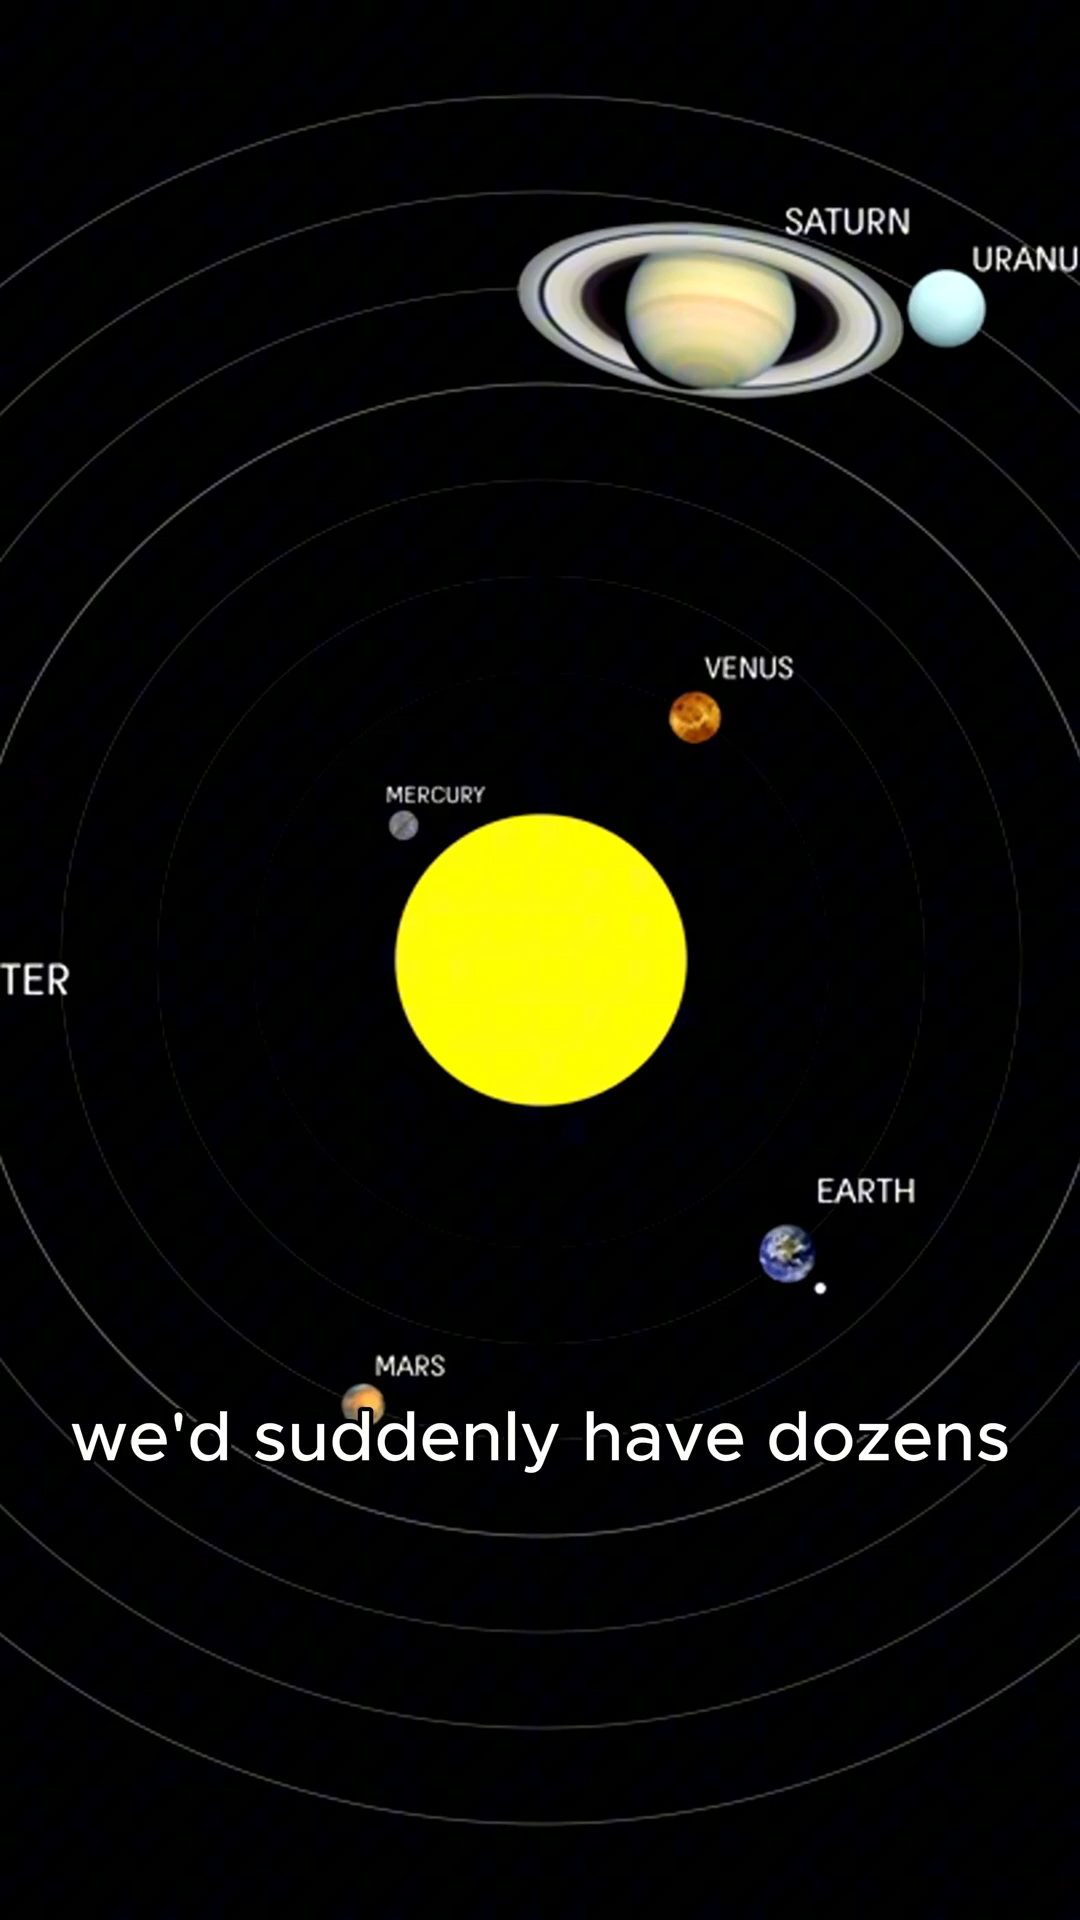 SATURN
URANU
VENUS
MERCURY
TER
EARTH
MARS
we'd suddenly have dozens